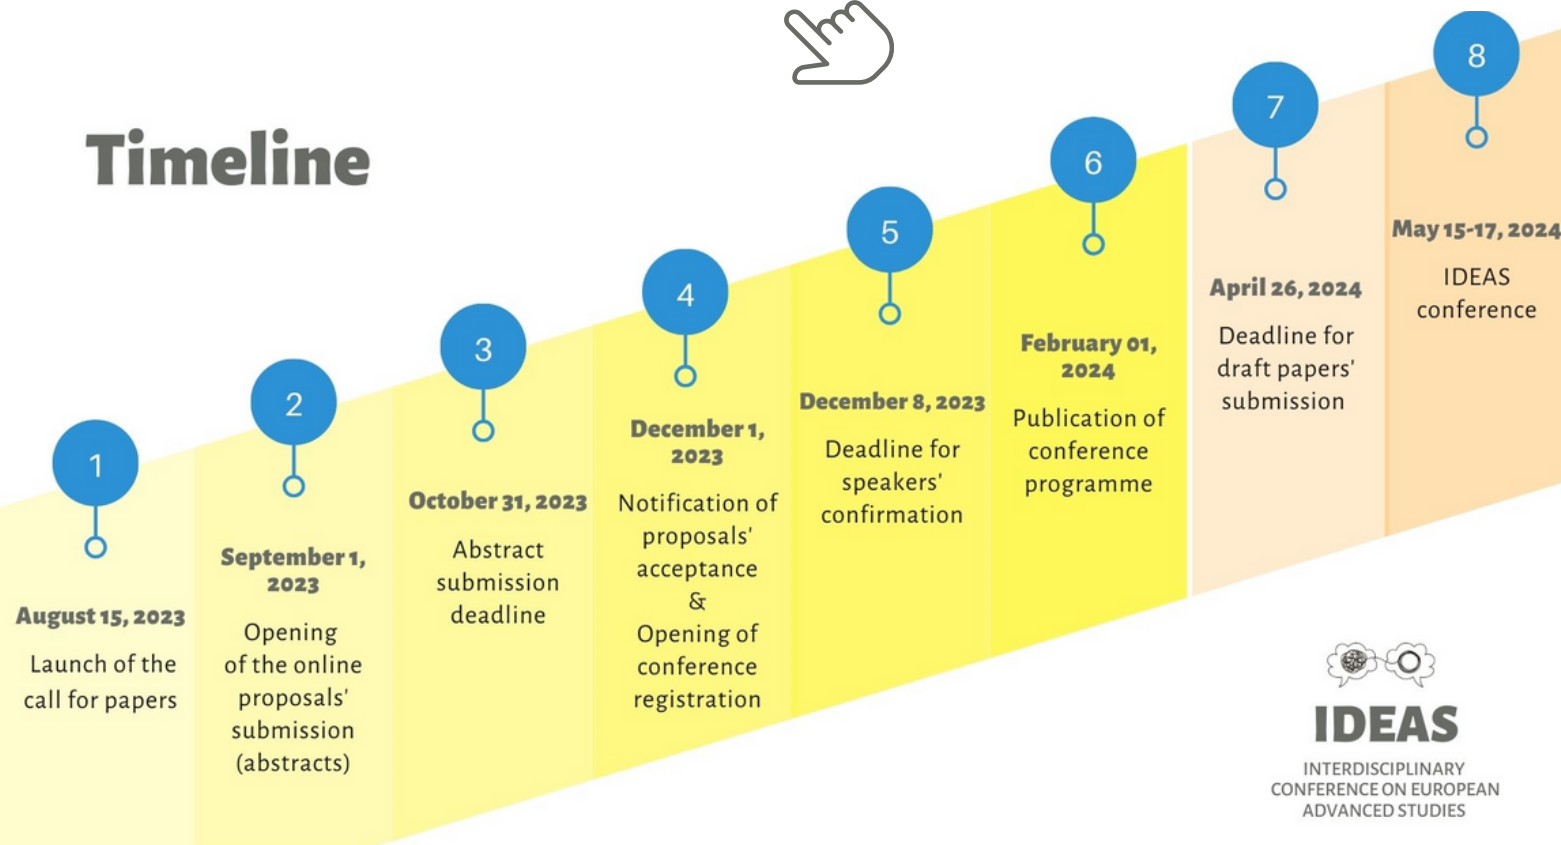 Timeline
1
August 15, 2023
Launch of the
call for papers
2
September 1,
2023
Opening
of the online
proposals'
submission
(abstracts)
3
October 31, 2023
Abstract
submission
deadline
4
December 1,
2023
Notification of
proposals'
acceptance
&
Opening of
conference
registration
5
December 8, 2023
Deadline for
speakers'
confirmation
6
February 01,
2024
Publication of
conference
programme
7
April 26, 2024
Deadline for
draft papers'
submission
8
May 15-17, 2024
IDEAS
conference
IDEAS
INTERDISCIPLINARY
CONFERENCE ON EUROPEAN
ADVANCED STUDIES